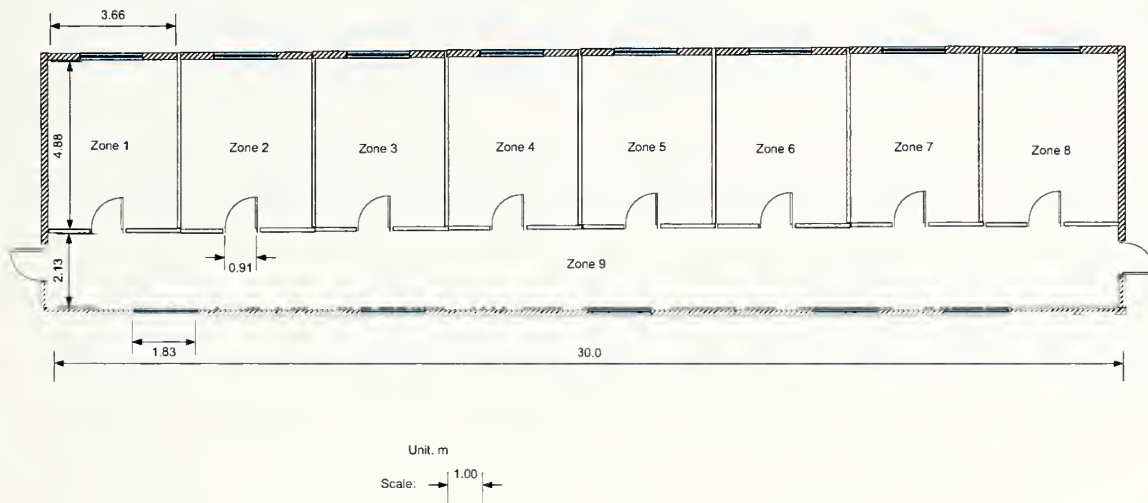 3.66
4.88
Zone 1
Zone 2
Zone 3
Zone 4
Zone 5
Zone 6
Zone 7
Zone 8
2.13
0.91
Zone 9
1.83
30.0
Unit. m
Scale: 1.00